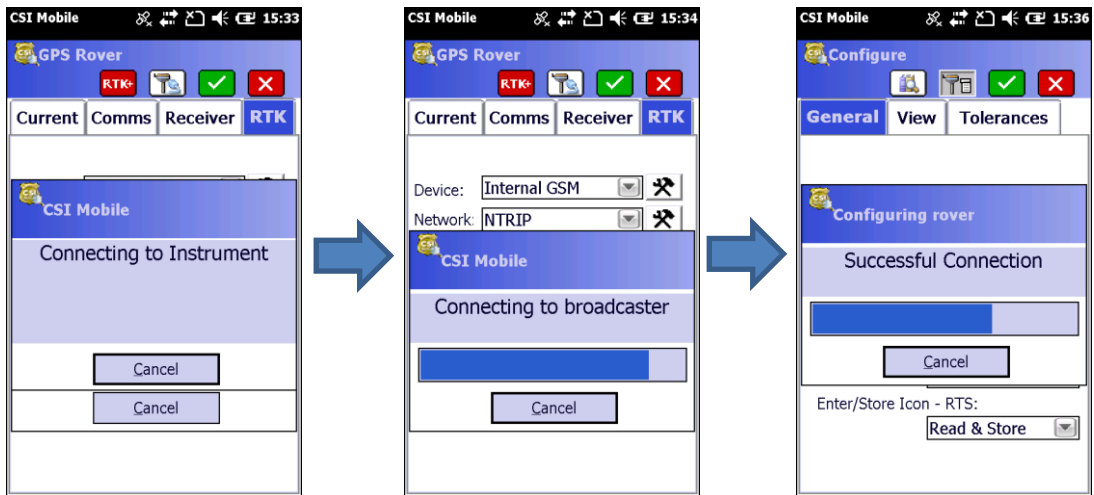 CSI Mobile 15:33
GPS Rover
RTK+
Current Comms Receiver RTK
CSI Mobile
Connecting to Instrument
Cancel
Cancel
CSI Mobile 15:34
GPS Rover
RTK+
Current Comms Receiver RTK
Device: Internal GSM
Network: NTRIP
CSI Mobile
Connecting to broadcaster
Cancel
CSI Mobile 15:36
Configure
General View Tolerances
Configuring rover
Successful Connection
Cancel
Enter/Store Icon - RTS:
Read & Store